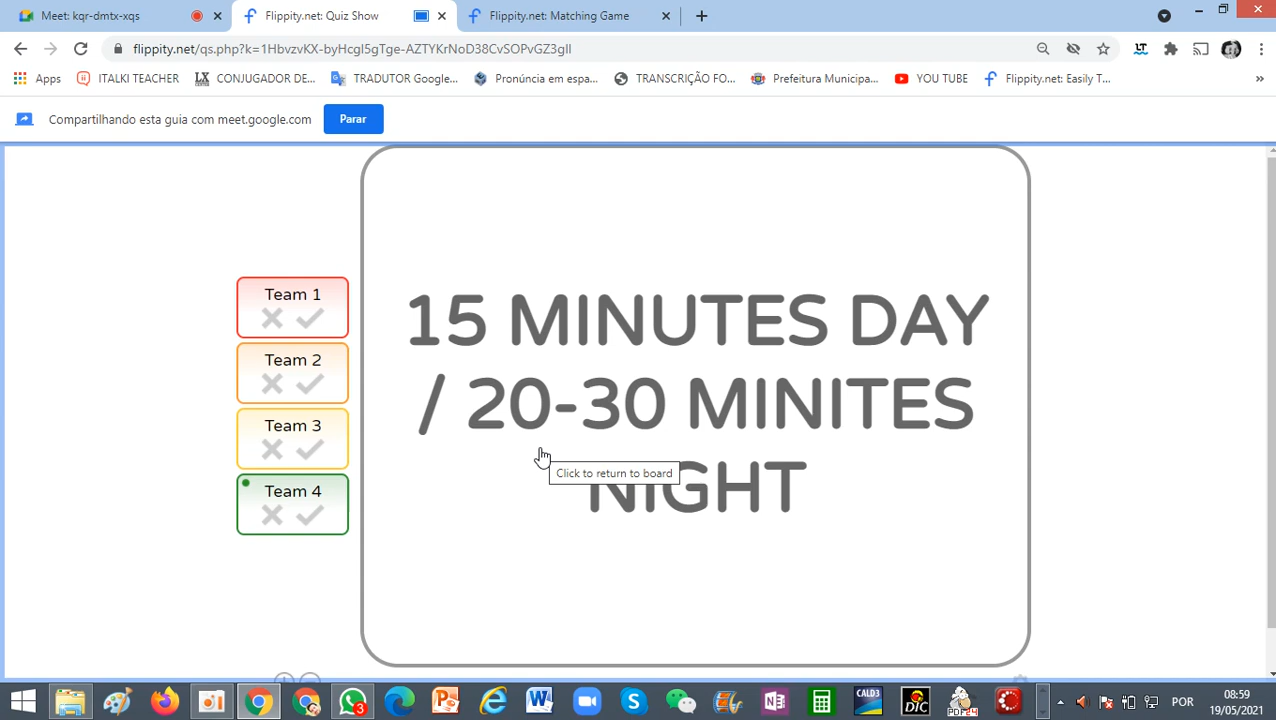 Meet: kqr-dmtx-xqs
Flippity.net: Quiz Show
Flippity.net: Matching Game
flippity.net/qs.php?k=1HbvzvKX-byHcgI5gTge-AZTYKrNoD38CvSOPvGZ3glI
Apps
ITALKI TEACHER
CONJUGADOR DE...
TRADUTOR Google...
Pronúncia em espa...
TRANSCRIÇÃO FO...
Prefeitura Municipa...
YOU TUBE
Flippity.net: Easily T...
Compartilhando esta guia com meet.google.com
Parar
Team 1
Team 2
Team 3
Team 4
15 MINUTES DAY
/ 20-30 MINITES
NIGHT
Click to return to board
POR
08:59
19/05/2021